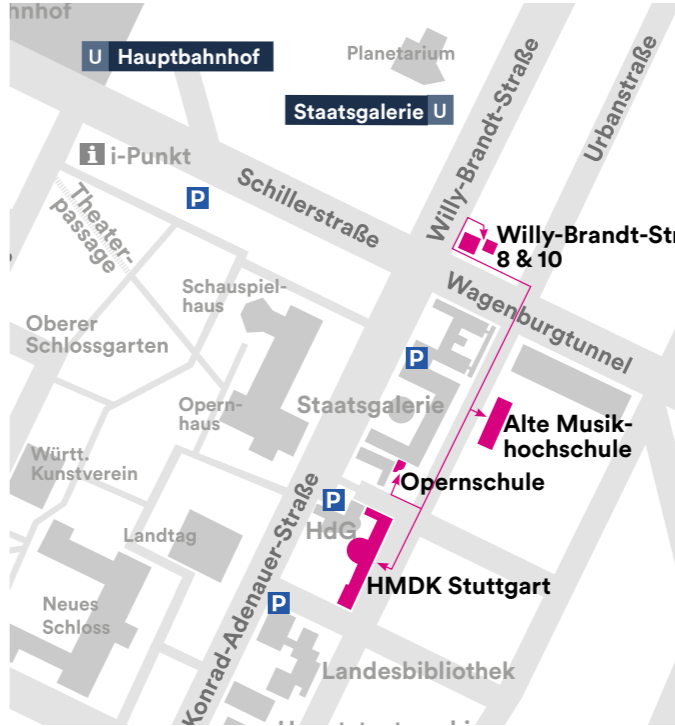 nnhof
U Hauptbahnhof
Planetarium
Staatsgalerie U
Willy-Brandt-Straße
Urbanstraße
i i-Punkt
P
Schillerstraße
Theater-
passage
Willy-Brandt-Str
8 & 10
Wagenburgtunnel
Schauspiel-
haus
Oberer
Schlossgarten
P
Staatsgalerie
Opern-
haus
Alte Musik-
hochschule
Württ.
Kunstverein
Opernschule
P
HdG
Landtag
HMDK Stuttgart
Konrad-Adenauer-Straße
P
Neues
Schloss
Landesbibliothek